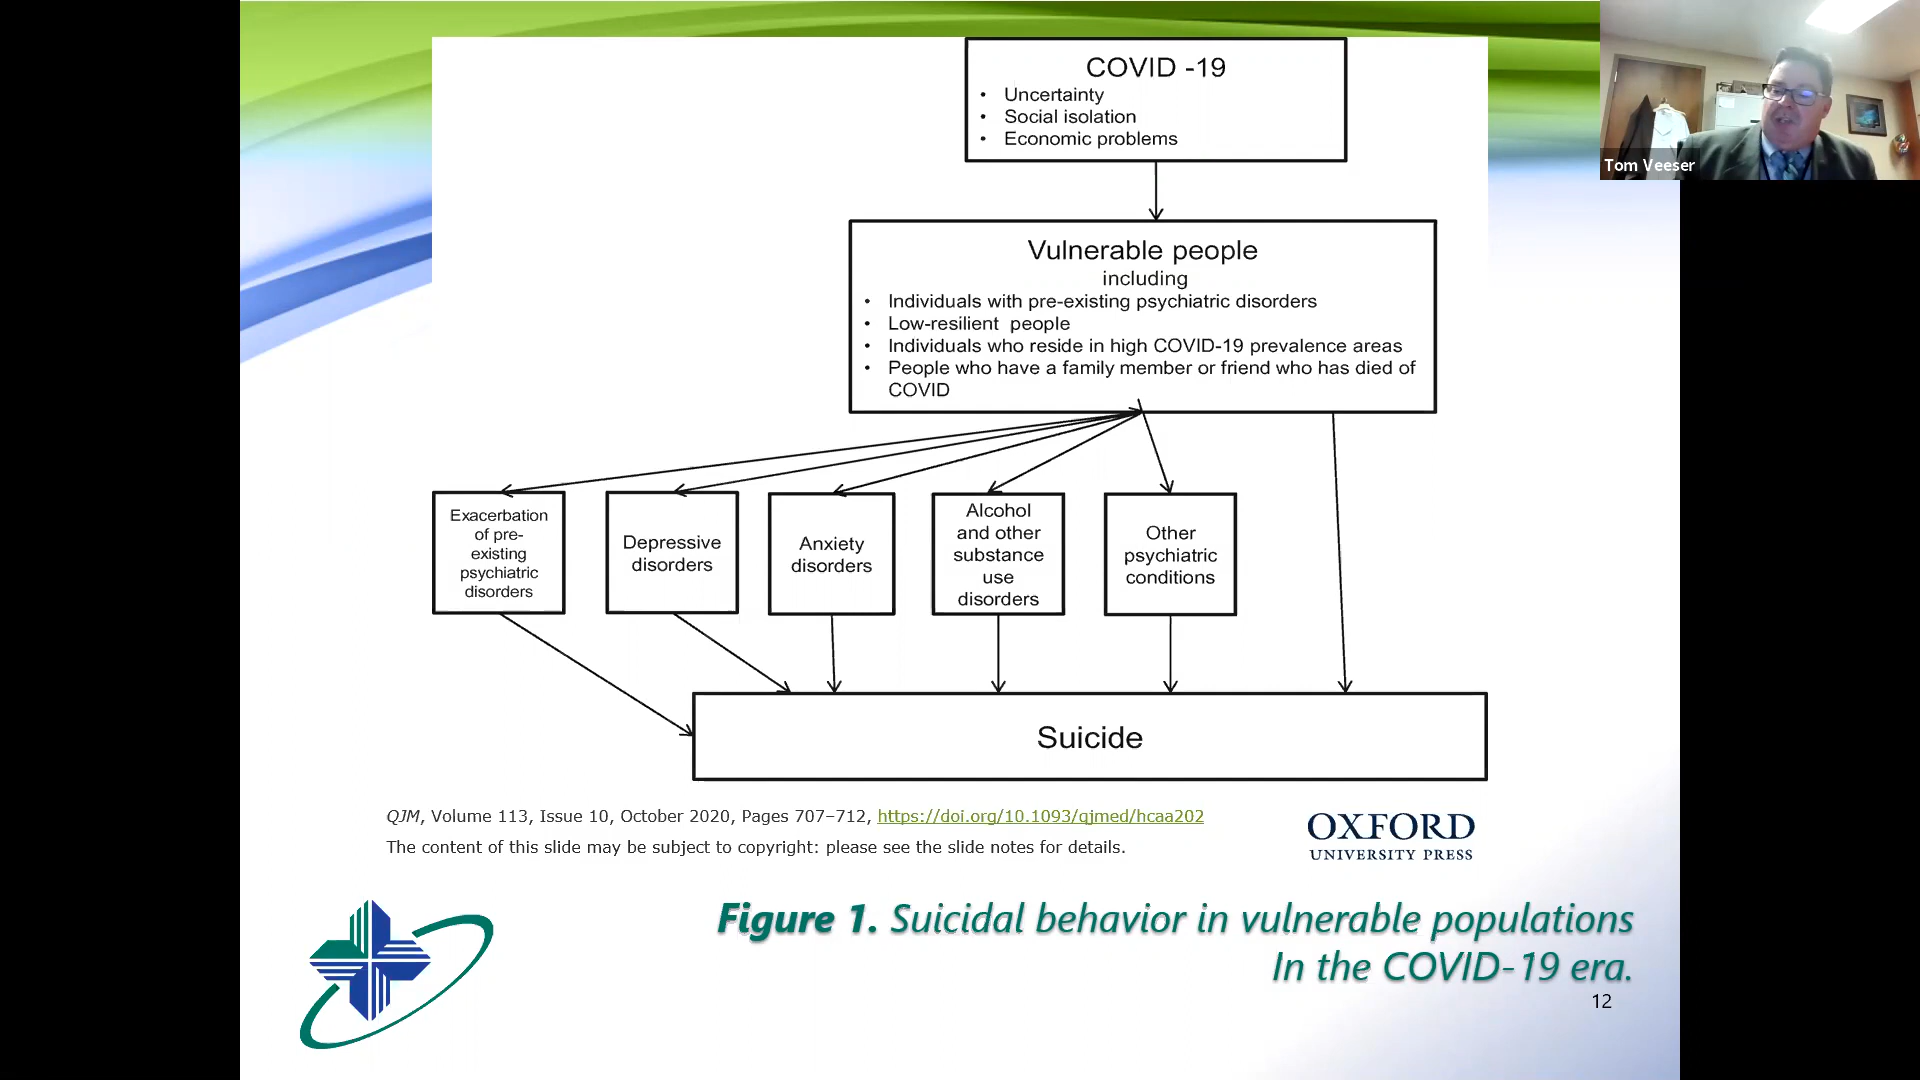 COVID -19
• Uncertainty
• Social isolation
• Economic problems
Tom Veeser
Vulnerable people
including
• Individuals with pre-existing psychiatric disorders
• Low-resilient people
• Individuals who reside in high COVID-19 prevalence areas
• People who have a family member or friend who has died of
COVID
Exacerbation
of pre-
existing
psychiatric
disorders
Depressive
disorders
Anxiety
disorders
Alcohol
and other
substance
use
disorders
Other
psychiatric
conditions
Suicide
QJM, Volume 113, Issue 10, October 2020, Pages 707–712, https://doi.org/10.1093/qjmed/hcaa202
The content of this slide may be subject to copyright: please see the slide notes for details.
OXFORD
UNIVERSITY PRESS
Figure 1. Suicidal behavior in vulnerable populations
In the COVID-19 era.
12